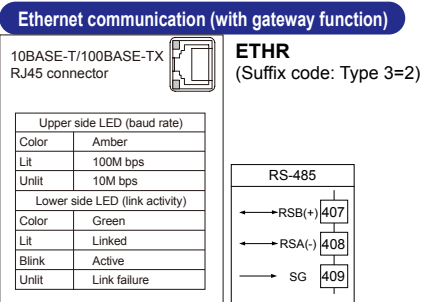 Ethernet communication (with gateway function)
10BASE-T/100BASE-TX
RJ45 connector
ETHR
(Suffix code: Type 3=2)
Upper side LED (baud rate)
Color Amber
Lit 100M bps
Unlit 10M bps
Lower side LED (link activity)
Color Green
Lit Linked
Blink Active
Unlit Link failure
RS-485
RSB(+) 407
RSA(-) 408
SG 409